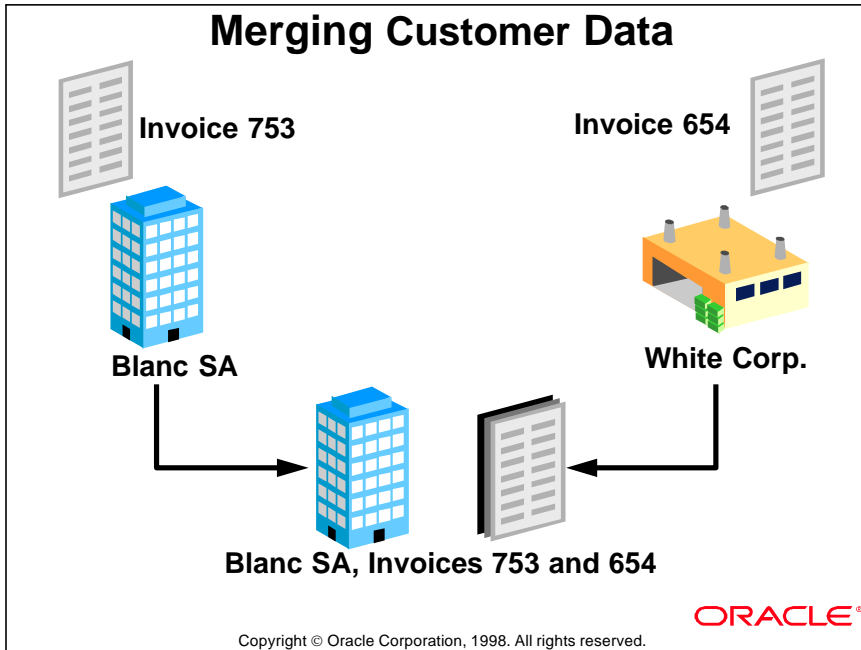 Merging Customer Data
Invoice 753
Invoice 654
Blanc SA
White Corp.
Blanc SA, Invoices 753 and 654
ORACLE®
Copyright © Oracle Corporation, 1998. All rights reserved.